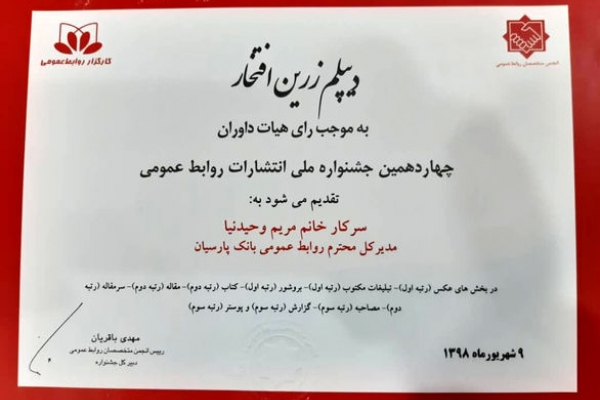 انجمن متخصصان روابط عمومی
کارگزار روابط‌عمومی
دیپلم زرین افتخار
به موجب رای هیات داوران
چهاردهمین جشنواره ملی انتشارات روابط عمومی
تقدیم می شود به:
سرکار خانم مریم وحیدنیا
مدیرکل محترم روابط عمومی بانک پارسیان
در بخش های عکس (رتبه اول)- تبلیغات مکتوب (رتبه اول)- بروشور (رتبه اول)- کتاب (رتبه دوم)- مقاله (رتبه دوم)- سرمقاله (رتبه
دوم)- مصاحبه (رتبه سوم)- گزارش (رتبه سوم) و پوستر (رتبه سوم)
۹ شهریورماه ۱۳۹۸
مهدی باقریان
رییس انجمن متخصصان روابط عمومی
دبیر کل جشنواره